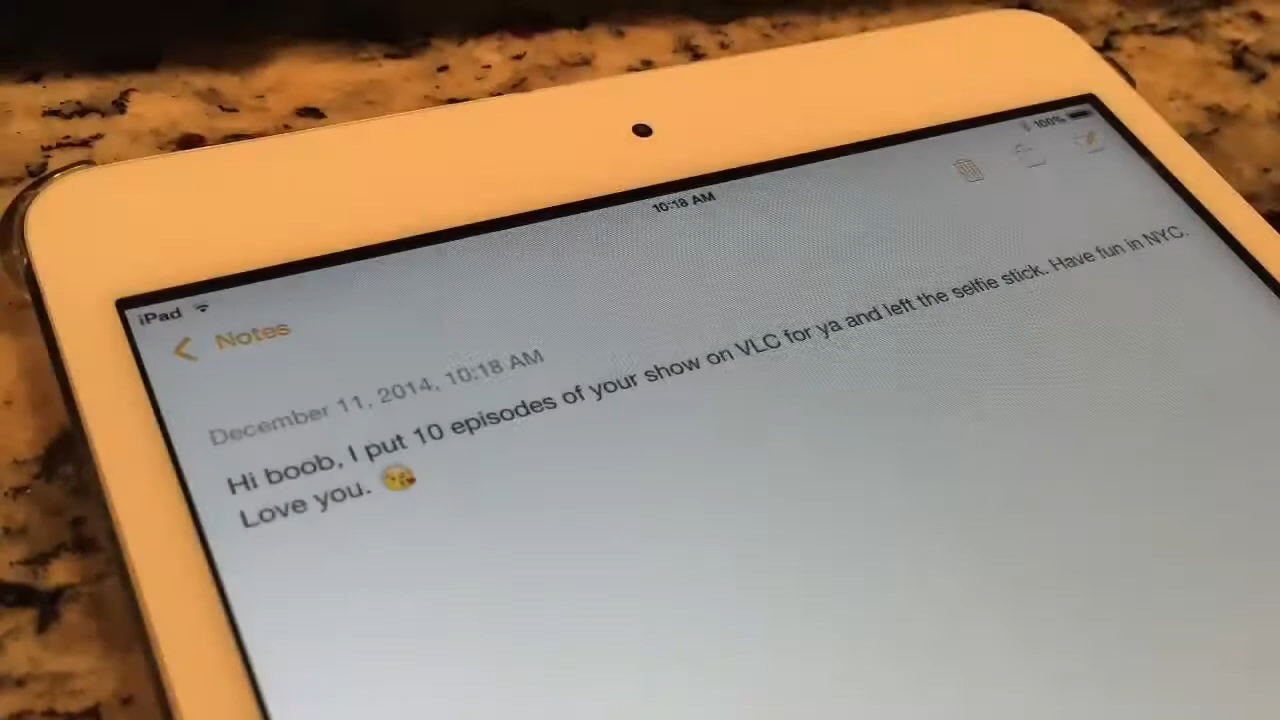 iPad 10:18 AM 100%
Notes
December 11, 2014, 10:18 AM
Hi boob, I put 10 episodes of your show on VLC for ya and left the selfie stick. Have fun in NYC.
Love you. 😘